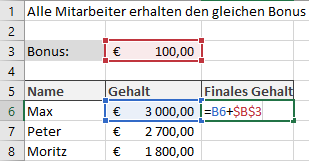 1 Alle Mitarbeiter erhalten den gleichen Bonus
2
3 Bonus: € 100,00
4
5 Name Gehalt Finales Gehalt
6 Max € 3 000,00 =B6+$B$3
7 Peter € 2 700,00
8 Moritz € 1 800,00